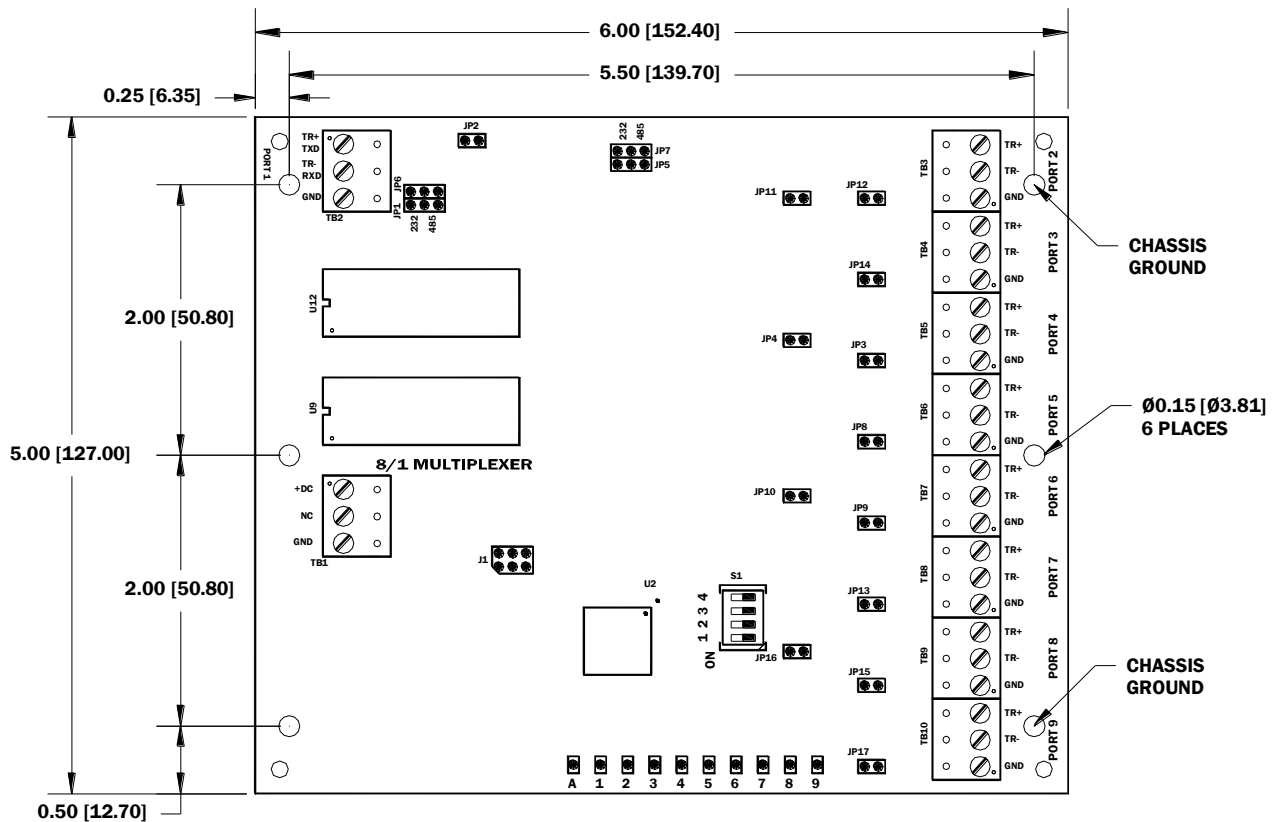 6.00 [152.40]
5.50 [139.70]
0.25 [6.35]
PORT 1
TR+
TXD
TR-
RXD
GND
TB2
JP2
JP6
JP1
232
485
232
485
JP7
JP5
JP11
JP12
JP14
JP4
JP3
JP8
JP10
JP9
JP13
JP16
JP15
JP17
TB3
TR+
TR-
GND
PORT 2
TB4
TR+
TR-
GND
PORT 3
TB5
TR+
TR-
GND
PORT 4
TB6
TR+
TR-
GND
PORT 5
TB7
TR+
TR-
GND
PORT 6
TB8
TR+
TR-
GND
PORT 7
TB9
TR+
TR-
GND
PORT 8
TB10
TR+
TR-
GND
PORT 9
CHASSIS
GROUND
Ø0.15 [Ø3.81]
6 PLACES
CHASSIS
GROUND
2.00 [50.80]
5.00 [127.00]
2.00 [50.80]
0.50 [12.70]
U12
U9
8/1 MULTIPLEXER
+DC
NC
GND
TB1
J1
U2
S1
ON 1 2 3 4
A 1 2 3 4 5 6 7 8 9